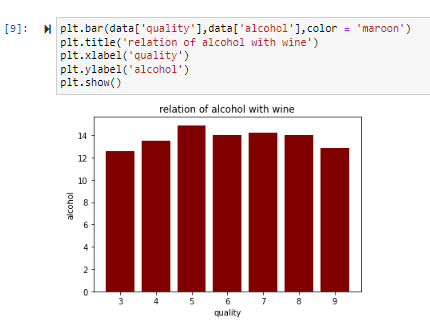 [9]:
plt.bar(data['quality'],data['alcohol'],color = 'maroon')
plt.title('relation of alcohol with wine')
plt.xlabel('quality')
plt.ylabel('alcohol')
plt.show()
relation of alcohol with wine
14
12
10
8
6
4
2
0
alcohol
3 4 5 6 7 8 9
quality